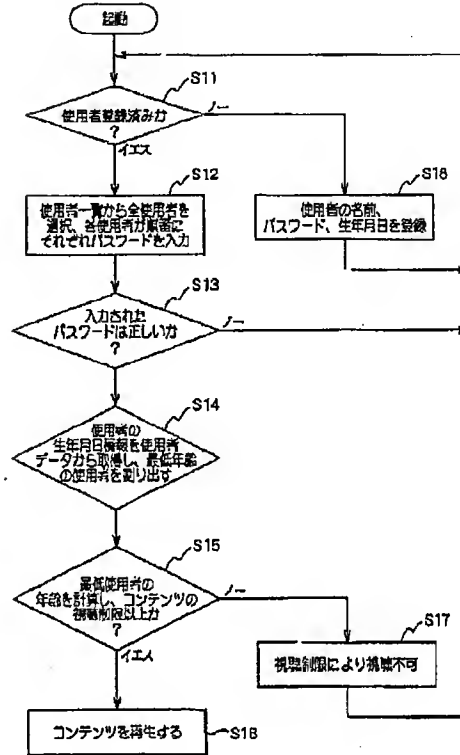 起動
S11
使用者登録済みか
?
ノー
イエス
S12
使用者一覧から全使用者を
選択、各使用者が順番に
それぞれパスワードを入力
S18
使用者の名前、
パスワード、生年月日を登録
S13
入力された
パスワードは正しいか
?
ノー
S14
使用者の
生年月日情報を使用者
データから取得し、最低年齢
の使用者を割り出す
S15
最低使用者の
年齢を計算し、コンテンツの
視聴制限以上か
?
ノー
イエス
S17
視聴制限により視聴不可
コンテンツを再生する
S16